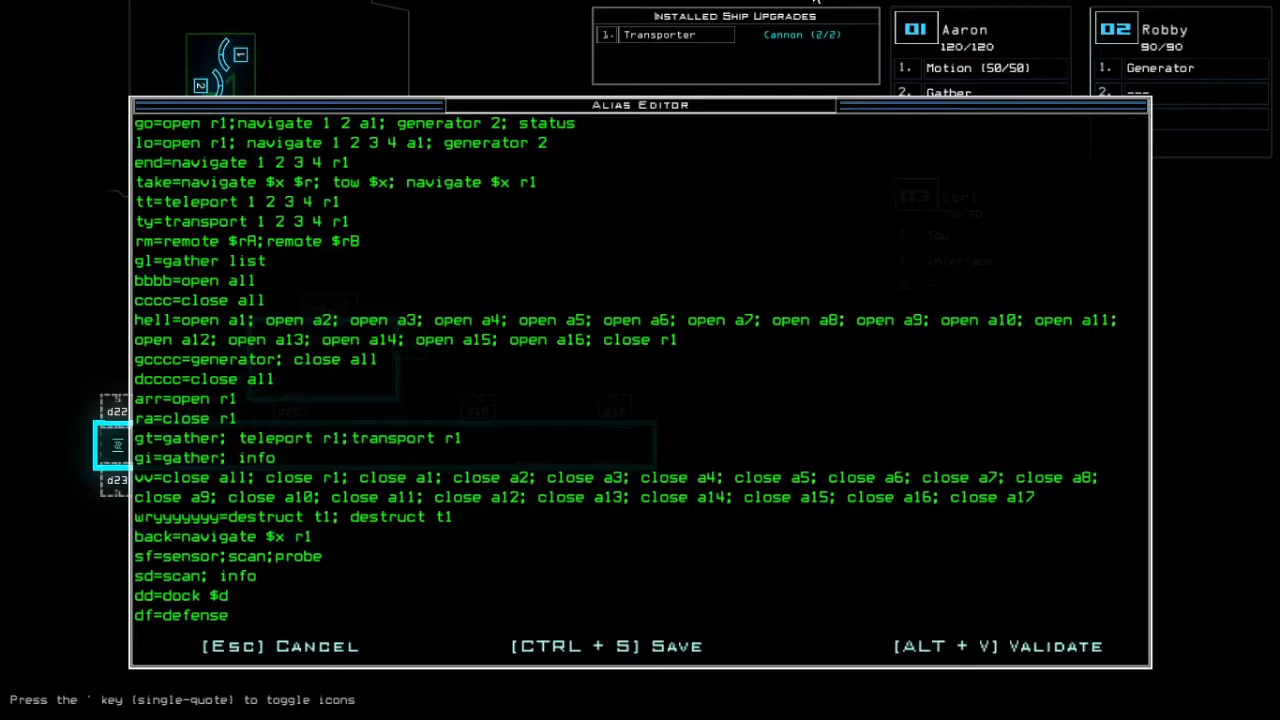 Installed Ship Upgrades
1. Transporter Cannon (2/2)
01 Aaron
120/120
1. Motion (50/50)
2. Gather
02 Robby
90/90
1. Generator
2. ---
1
2
Alias Editor
go=open r1;navigate 1 2 a1; generator 2; status
lo=open r1; navigate 1 2 3 4 a1; generator 2
end=navigate 1 2 3 4 r1
take=navigate $x $r; tow $x; navigate $x r1
tt=teleport 1 2 3 4 r1
ty=transport 1 2 3 4 r1
rm=remote $rA;remote $rB
gl=gather list
bbbb=open all
cccc=close all
hell=open a1; open a2; open a3; open a4; open a5; open a6; open a7; open a8; open a9; open a10; open a11;
open a12; open a13; open a14; open a15; open a16; close r1
gcccc=generator; close all
dcccc=close all
arr=open r1
ra=close r1
gt=gather; teleport r1;transport r1
gi=gather; info
vv=close all; close r1; close a1; close a2; close a3; close a4; close a5; close a6; close a7; close a8;
close a9; close a10; close a11; close a12; close a13; close a14; close a15; close a16; close a17
wryyyyyyy=destruct t1; destruct t1
back=navigate $x r1
sf=sensor;scan;probe
sd=scan; info
dd=dock $d
df=defense
[Esc] Cancel [CTRL + S] Save [ALT + V] Validate
03 Cori
Tow
Interface
d22
d23
Press the ' key (single-quote) to toggle icons